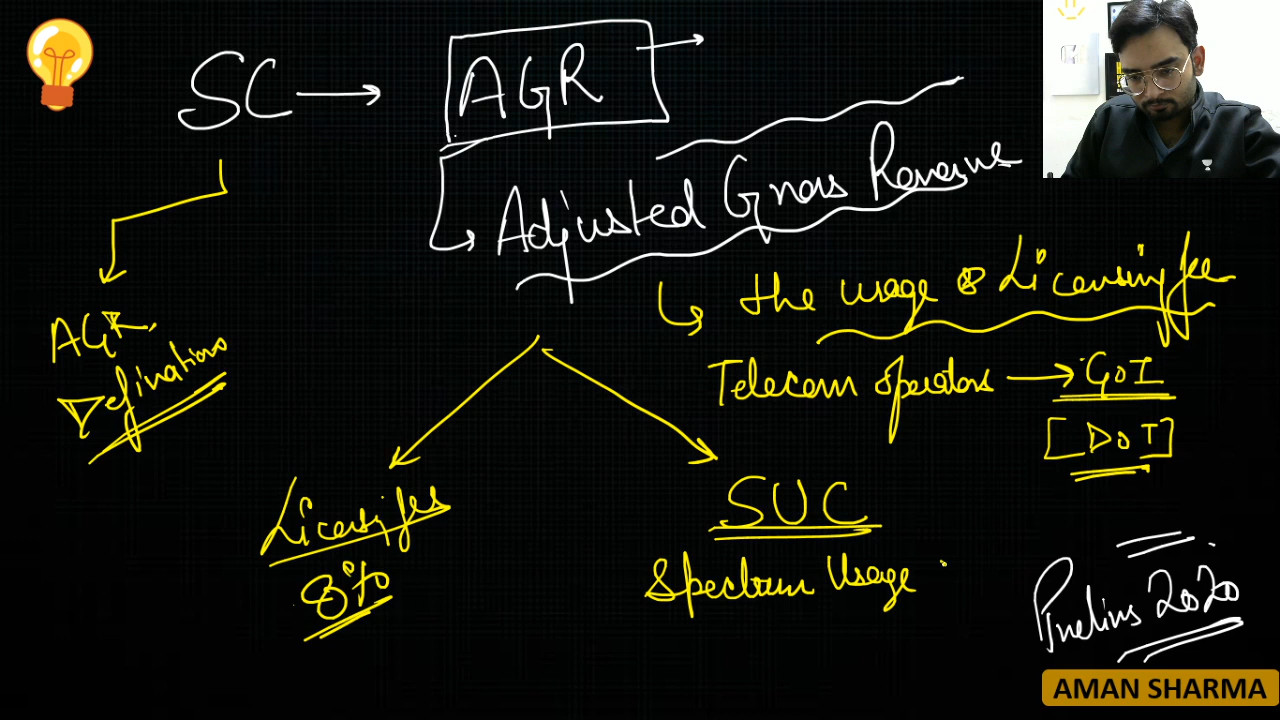 SC → AGR →
Adjusted Gross Revenue
the usage & Licensing fee
Telecom operators → GOI
[DOT]
AGR
Definations
Licensing fees
8%
SUC
Spectrum Usage
Prelims 2020
AMAN SHARMA